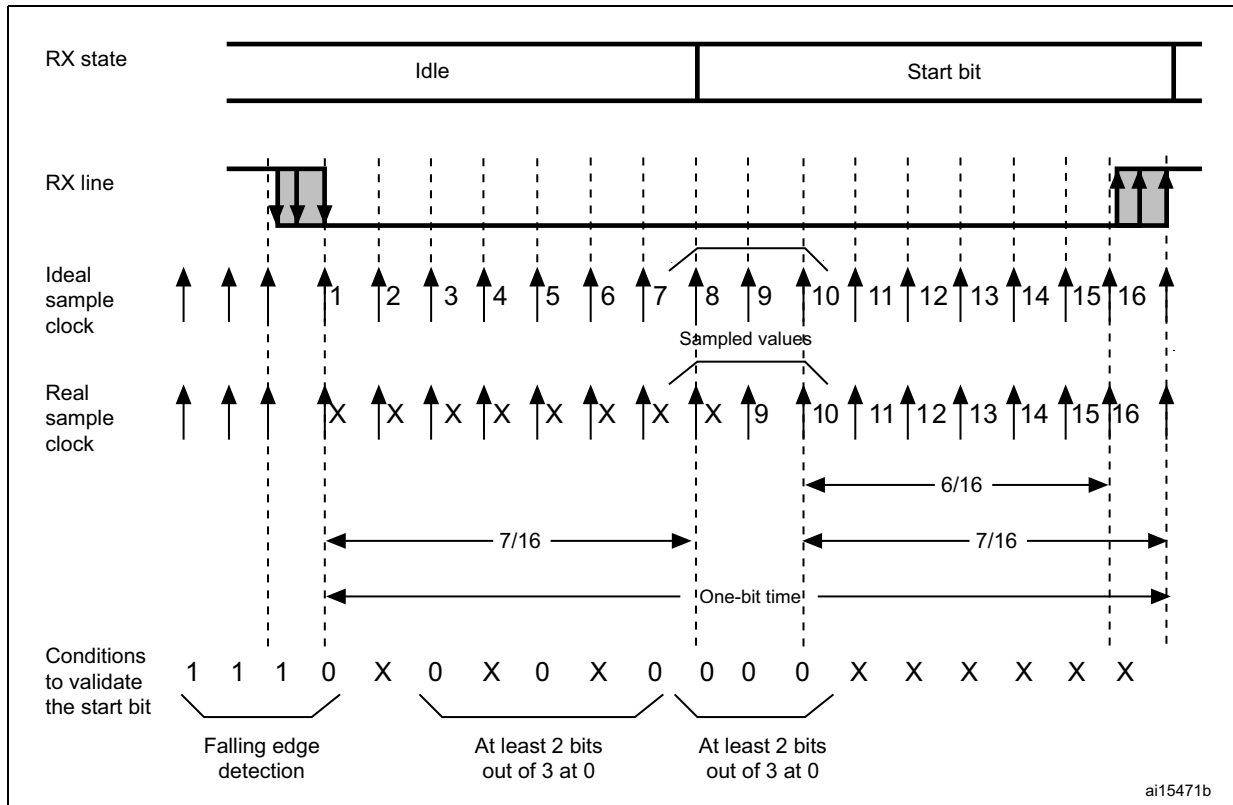 RX state
Idle
Start bit
RX line
Ideal
sample
clock
1 2 3 4 5 6 7 8 9 10 11 12 13 14 15 16
Sampled values
Real
sample
clock
X X X X X X X X 9 10 11 12 13 14 15 16
6/16
7/16
7/16
One-bit time
Conditions
to validate
the start bit
1 1 1 0 X 0 X 0 X 0 0 0 0 X X X X X X
Falling edge
detection
At least 2 bits
out of 3 at 0
At least 2 bits
out of 3 at 0
ai15471b